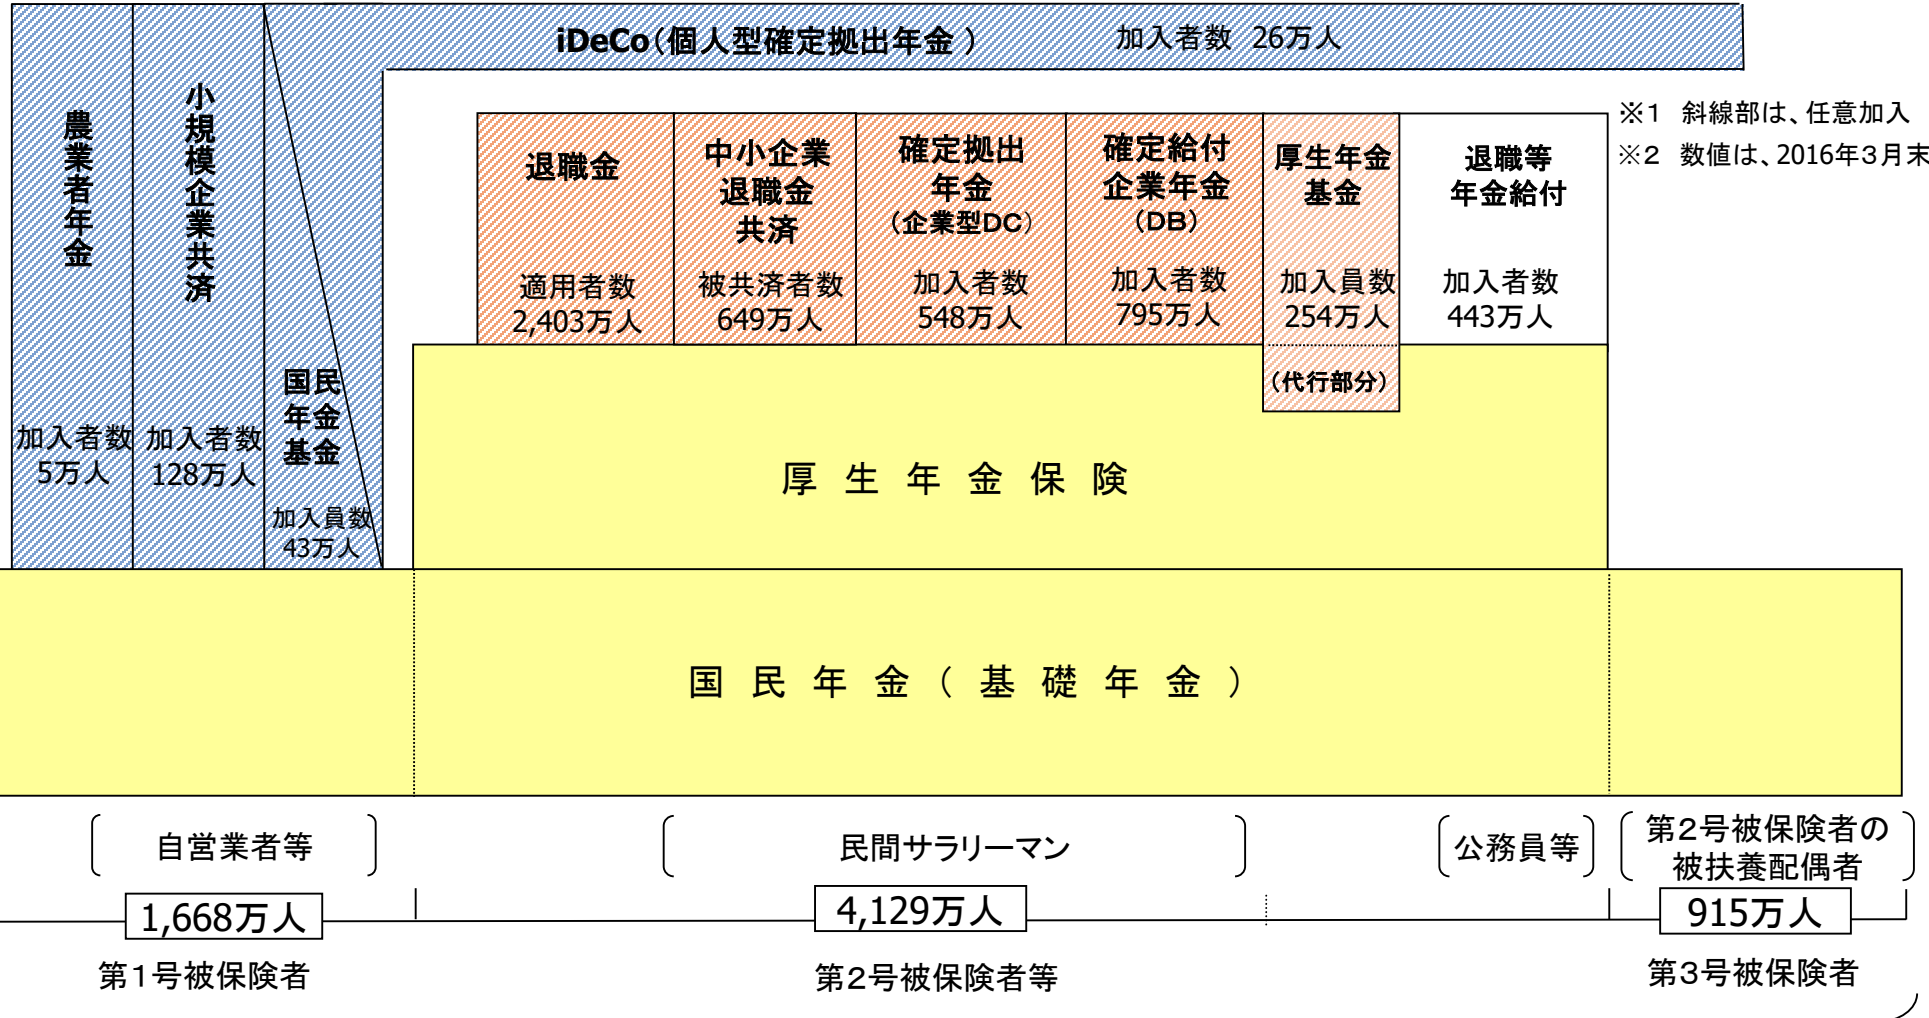 iDeCo(個人型確定拠出年金 )
加入者数 26万人
※1 斜線部は、任意加入
※2 数値は、2016年3月末
農業者年金
加入者数
5万人
小規模企業共済
加入者数
128万人
国民
年金
基金
加入員数
43万人
退職金
適用者数
2,403万人
中小企業
退職金
共済
被共済者数
649万人
確定拠出
年金
(企業型DC)
加入者数
548万人
確定給付
企業年金
(DB)
加入者数
795万人
厚生年金
基金
加入員数
254万人
(代行部分)
退職等
年金給付
加入者数
443万人
厚生年金保険
国民年金(基礎年金)
自営業者等
民間サラリーマン
公務員等
第2号被保険者の
被扶養配偶者
1,668万人
4,129万人
915万人
第1号被保険者
第2号被保険者等
第3号被保険者